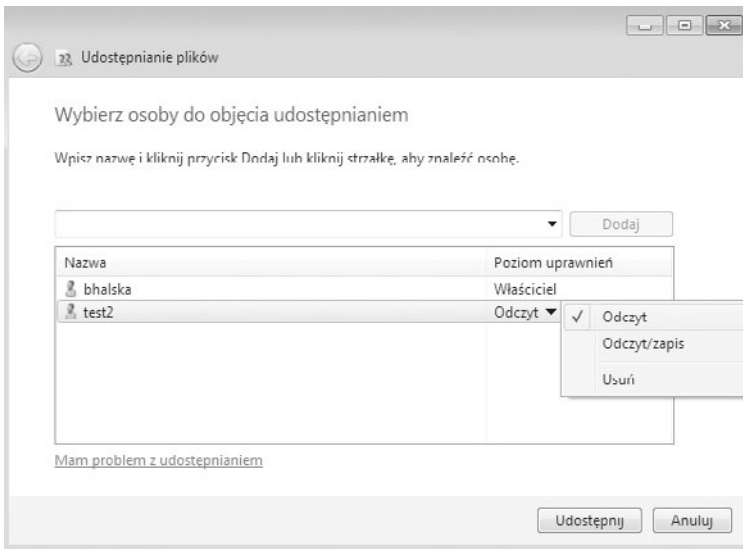 Udostępnianie plików
Wybierz osoby do objęcia udostępnianiem
Wpisz nazwę i kliknij przycisk Dodaj lub kliknij strzałkę, aby znaleźć osobę.
Dodaj
Nazwa Poziom uprawnień
bhalska Właściciel
test2 Odczyt ✓ Odczyt
Odczyt/zapis
Usuń
Mam problem z udostępnianiem
Udostępnij Anuluj